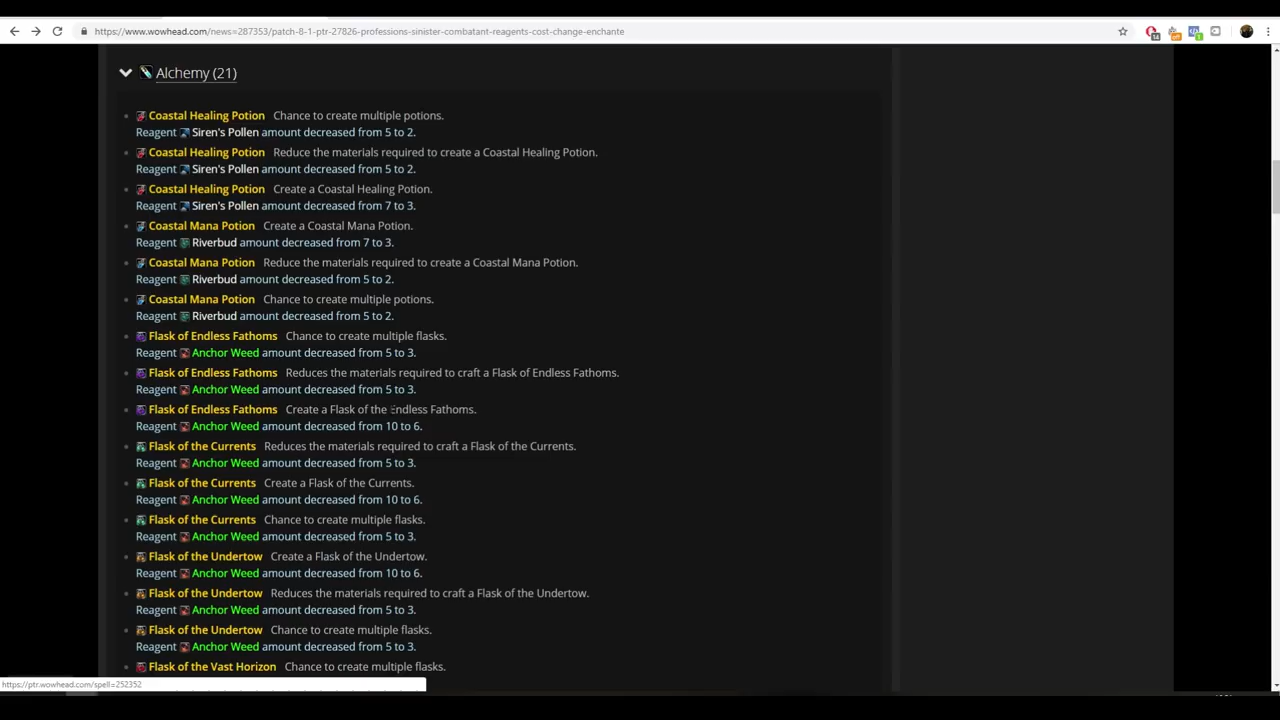 https://www.wowhead.com/news=287353/patch-8-1-ptr-27826-professions-sinister-combatant-reagents-cost-change-enchante
Alchemy (21)
Coastal Healing Potion Chance to create multiple potions.
Reagent Siren's Pollen amount decreased from 5 to 2.
Coastal Healing Potion Reduce the materials required to create a Coastal Healing Potion.
Reagent Siren's Pollen amount decreased from 5 to 2.
Coastal Healing Potion Create a Coastal Healing Potion.
Reagent Siren's Pollen amount decreased from 7 to 3.
Coastal Mana Potion Create a Coastal Mana Potion.
Reagent Riverbud amount decreased from 7 to 3.
Coastal Mana Potion Reduce the materials required to create a Coastal Mana Potion.
Reagent Riverbud amount decreased from 5 to 2.
Coastal Mana Potion Chance to create multiple potions.
Reagent Riverbud amount decreased from 5 to 2.
Flask of Endless Fathoms Chance to create multiple flasks.
Reagent Anchor Weed amount decreased from 5 to 3.
Flask of Endless Fathoms Reduces the materials required to craft a Flask of Endless Fathoms.
Reagent Anchor Weed amount decreased from 5 to 3.
Flask of Endless Fathoms Create a Flask of the Endless Fathoms.
Reagent Anchor Weed amount decreased from 10 to 6.
Flask of the Currents Reduces the materials required to craft a Flask of the Currents.
Reagent Anchor Weed amount decreased from 5 to 3.
Flask of the Currents Create a Flask of the Currents.
Reagent Anchor Weed amount decreased from 10 to 6.
Flask of the Currents Chance to create multiple flasks.
Reagent Anchor Weed amount decreased from 5 to 3.
Flask of the Undertow Create a Flask of the Undertow.
Reagent Anchor Weed amount decreased from 10 to 6.
Flask of the Undertow Reduces the materials required to craft a Flask of the Undertow.
Reagent Anchor Weed amount decreased from 5 to 3.
Flask of the Undertow Chance to create multiple flasks.
Reagent Anchor Weed amount decreased from 5 to 3.
Flask of the Vast Horizon Chance to create multiple flasks.
https://ptr.wowhead.com/spell=252352